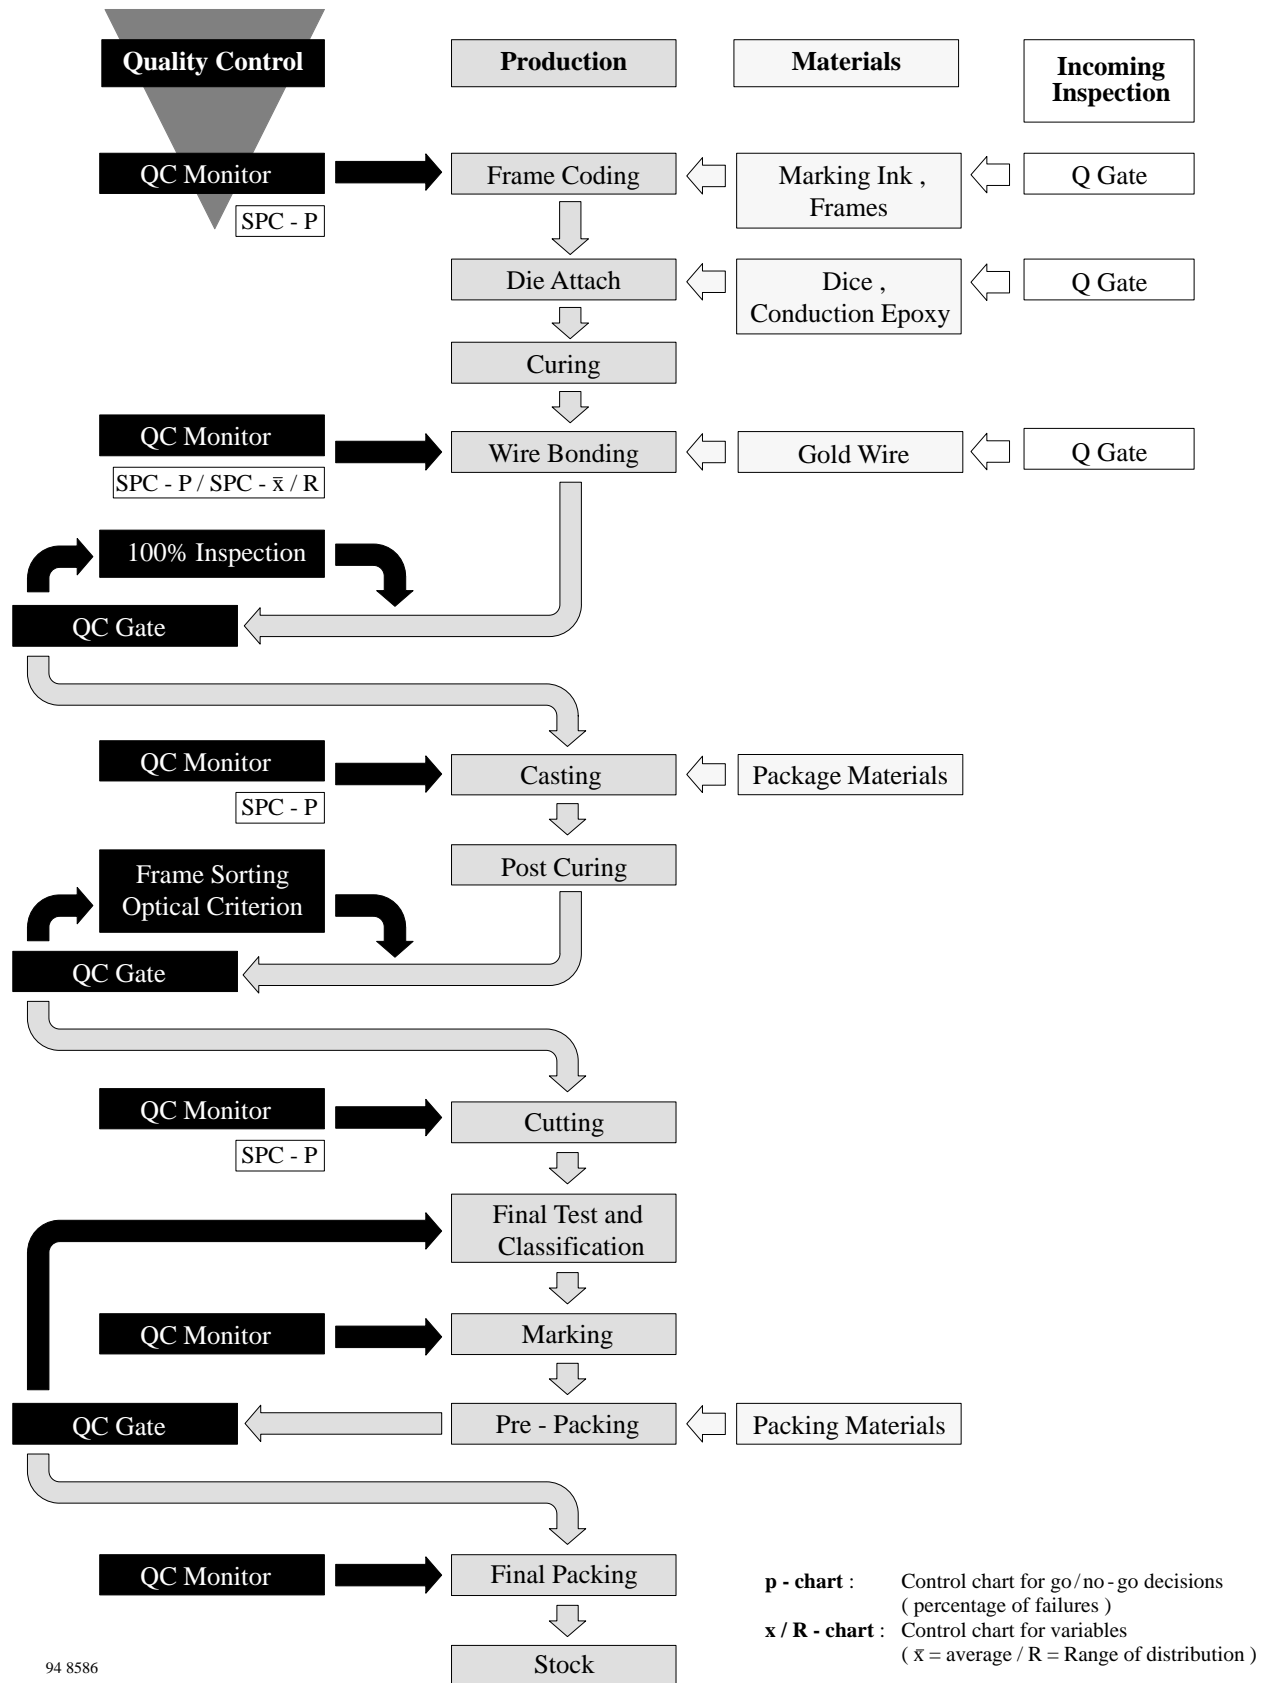 Quality Control
Production
Materials
Incoming
Inspection
QC Monitor
Frame Coding
Marking Ink ,
Frames
Q Gate
SPC - P
Die Attach
Dice ,
Conduction Epoxy
Q Gate
Curing
QC Monitor
Wire Bonding
Gold Wire
Q Gate
SPC - P / SPC - x̄ / R
100% Inspection
QC Gate
QC Monitor
Casting
Package Materials
SPC - P
Post Curing
Frame Sorting
Optical Criterion
QC Gate
QC Monitor
Cutting
SPC - P
Final Test and
Classification
QC Monitor
Marking
QC Gate
Pre - Packing
Packing Materials
QC Monitor
Final Packing
p - chart : Control chart for go / no - go decisions
( percentage of failures )
x / R - chart : Control chart for variables
( x̄ = average / R = Range of distribution )
Stock
94 8586